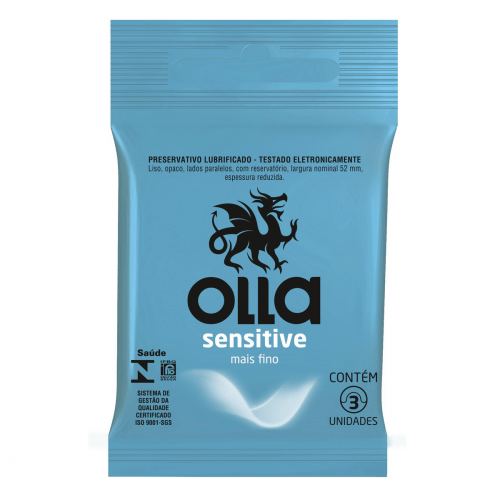 PRESERVATIVO LUBRIFICADO - TESTADO ELETRONICAMENTE
Liso, opaco, lados paralelos, com reservatório, largura nominal 52 mm,
espessura reduzida.
olla
sensitive
mais fino
Saúde
SISTEMA DE
GESTÃO DA
QUALIDADE
CERTIFICADO
ISO 9001-SGS
CONTÉM
3
UNIDADES